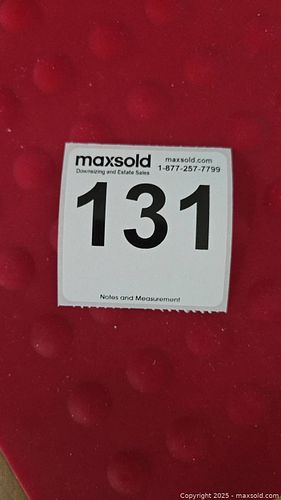 maxsold
maxsold.com
Downsizing and Estate Sales
1-877-257-7799
131
Notes and Measurement
Copyright 2025 - maxsold.com